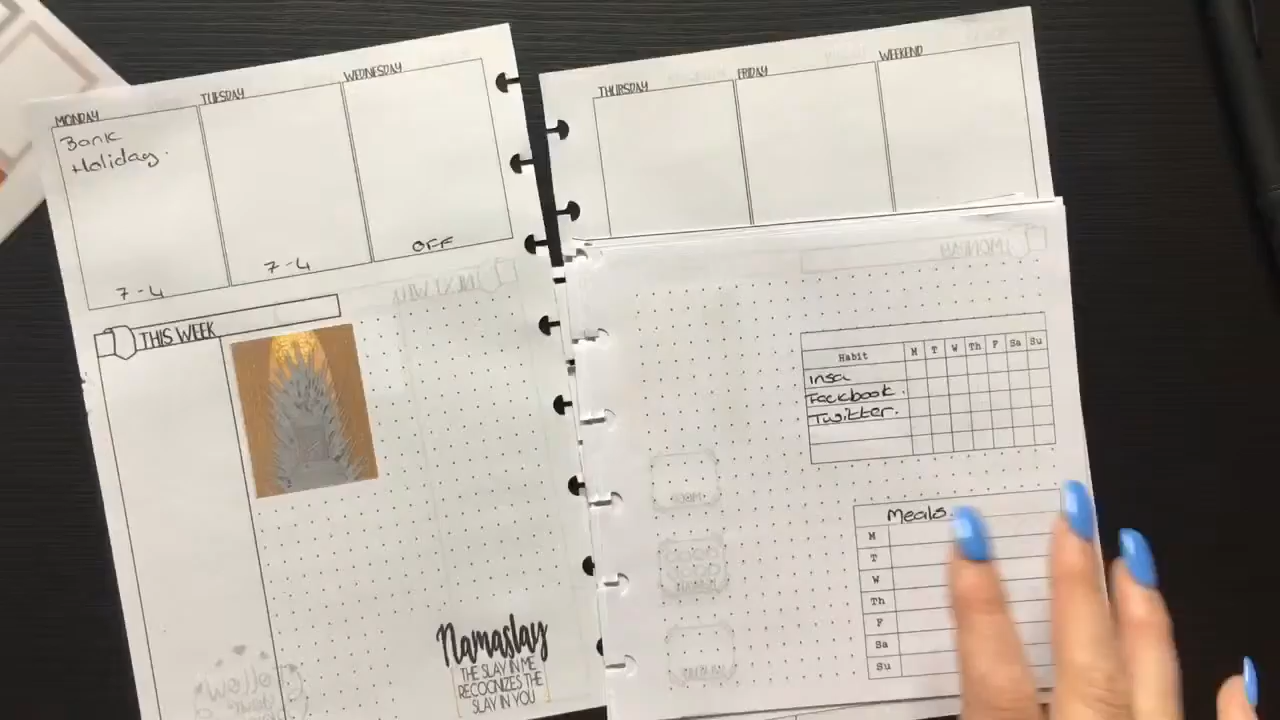 MONDAY
TUESDAY
WEDNESDAY
THURSDAY
FRIDAY
WEEKEND
Bank
Holiday.
7-4
7-4
OFF
THIS WEEK
Namaslay
THE SLAY IN ME
RECOGNIZES THE
SLAY IN YOU
Habit M T W Th F Sa Su
insa
Facebook.
Twitter.
Meals.
M
T
W
Th
F
Sa
Su